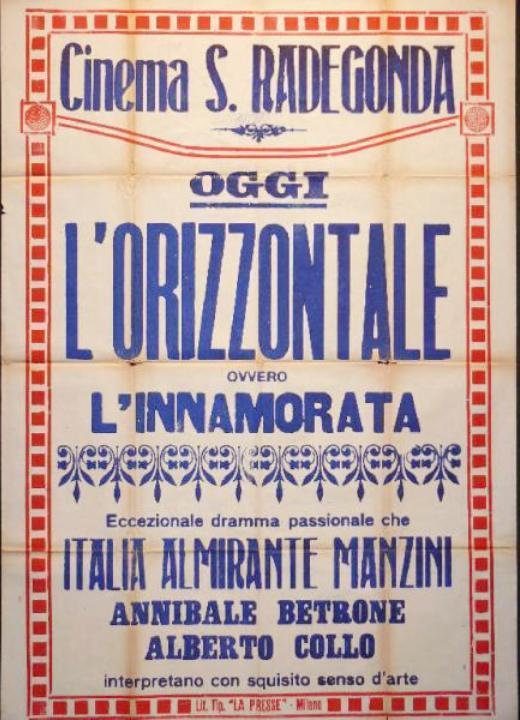 Cinema S. RADEGONDA
OGGI
L'ORIZZONTALE
OVVERO
L'INNAMORATA
Eccezionale dramma passionale che
ITALIA ALMIRANTE MANZINI
ANNIBALE BETRONE
ALBERTO COLLO
interpretano con squisito senso d'arte
Lit. Tip. "LA PRESSE" - Milano